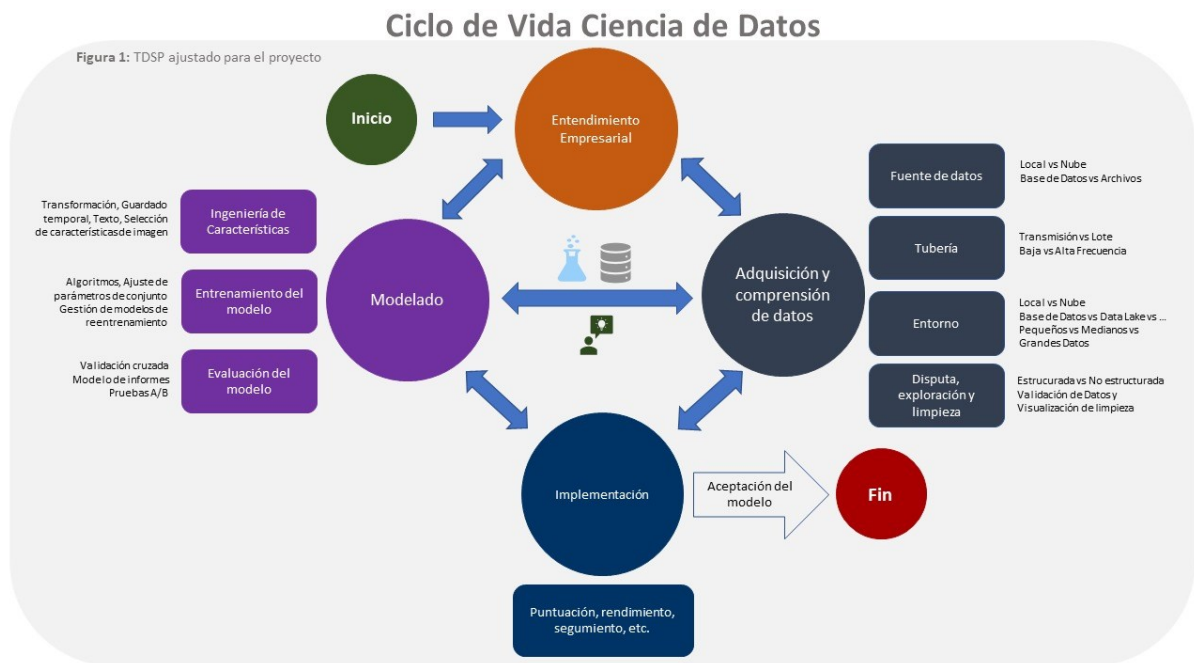 Ciclo de Vida Ciencia de Datos
Figura 1: TDSP ajustado para el proyecto
Inicio
Entendimiento
Empresarial
Transformación, Guardado
temporal, Texto, Selección
de características de imagen
Ingeniería de
Características
Algoritmos, Ajuste de
parámetros de conjunto
Gestión de modelos de
reentrenamiento
Entrenamiento del
modelo
Validación cruzada
Modelo de informes
Pruebas A/B
Evaluación del
modelo
Modelado
Adquisición y
comprensión
de datos
Fuente de datos
Local vs Nube
Base de Datos vs Archivos
Tubería
Transmisión vs Lote
Baja vs Alta Frecuencia
Entorno
Local vs Nube
Base de Datos vs Data Lake vs ...
Pequeños vs Medianos vs
Grandes Datos
Disputa,
exploración y
limpieza
Estrucurada vs No estructurada
Validación de Datos y
Visualización de limpieza
Implementación
Aceptación del
modelo
Fin
Puntuación, rendimiento,
segumiento, etc.